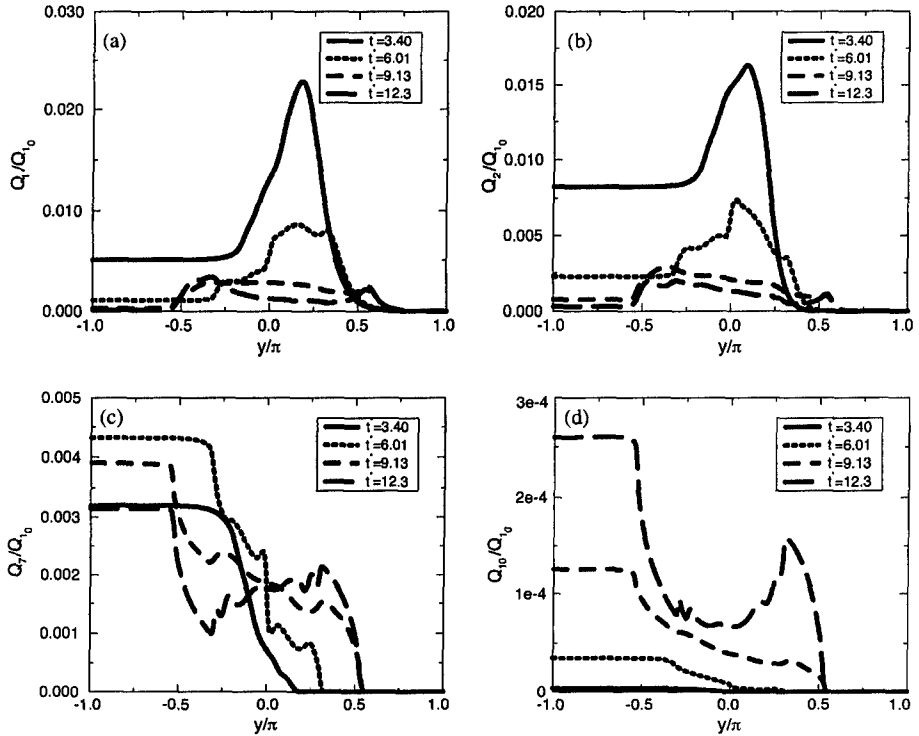 (a)
0.030
0.020
0.010
0.000
t=3.40
t=6.01
t=9.13
t=12.3
Q₁/Q₁₀
-1.0 -0.5 0.0 0.5 1.0
y/π
(b)
0.020
0.015
0.010
0.005
0.000
t=3.40
t=6.01
t=9.13
t=12.3
Q₂/Q₁₀
-1.0 -0.5 0.0 0.5 1.0
y/π
(c)
0.005
0.004
0.003
0.002
0.001
0.000
t=3.40
t=6.01
t=9.13
t=12.3
Q₇/Q₁₀
-1.0 -0.5 0.0 0.5 1.0
y/π
(d)
3e-4
2e-4
1e-4
0
t=3.40
t=6.01
t=9.13
t=12.3
Q₁₀/Q₁₀
-1.0 -0.5 0.0 0.5 1.0
y/π